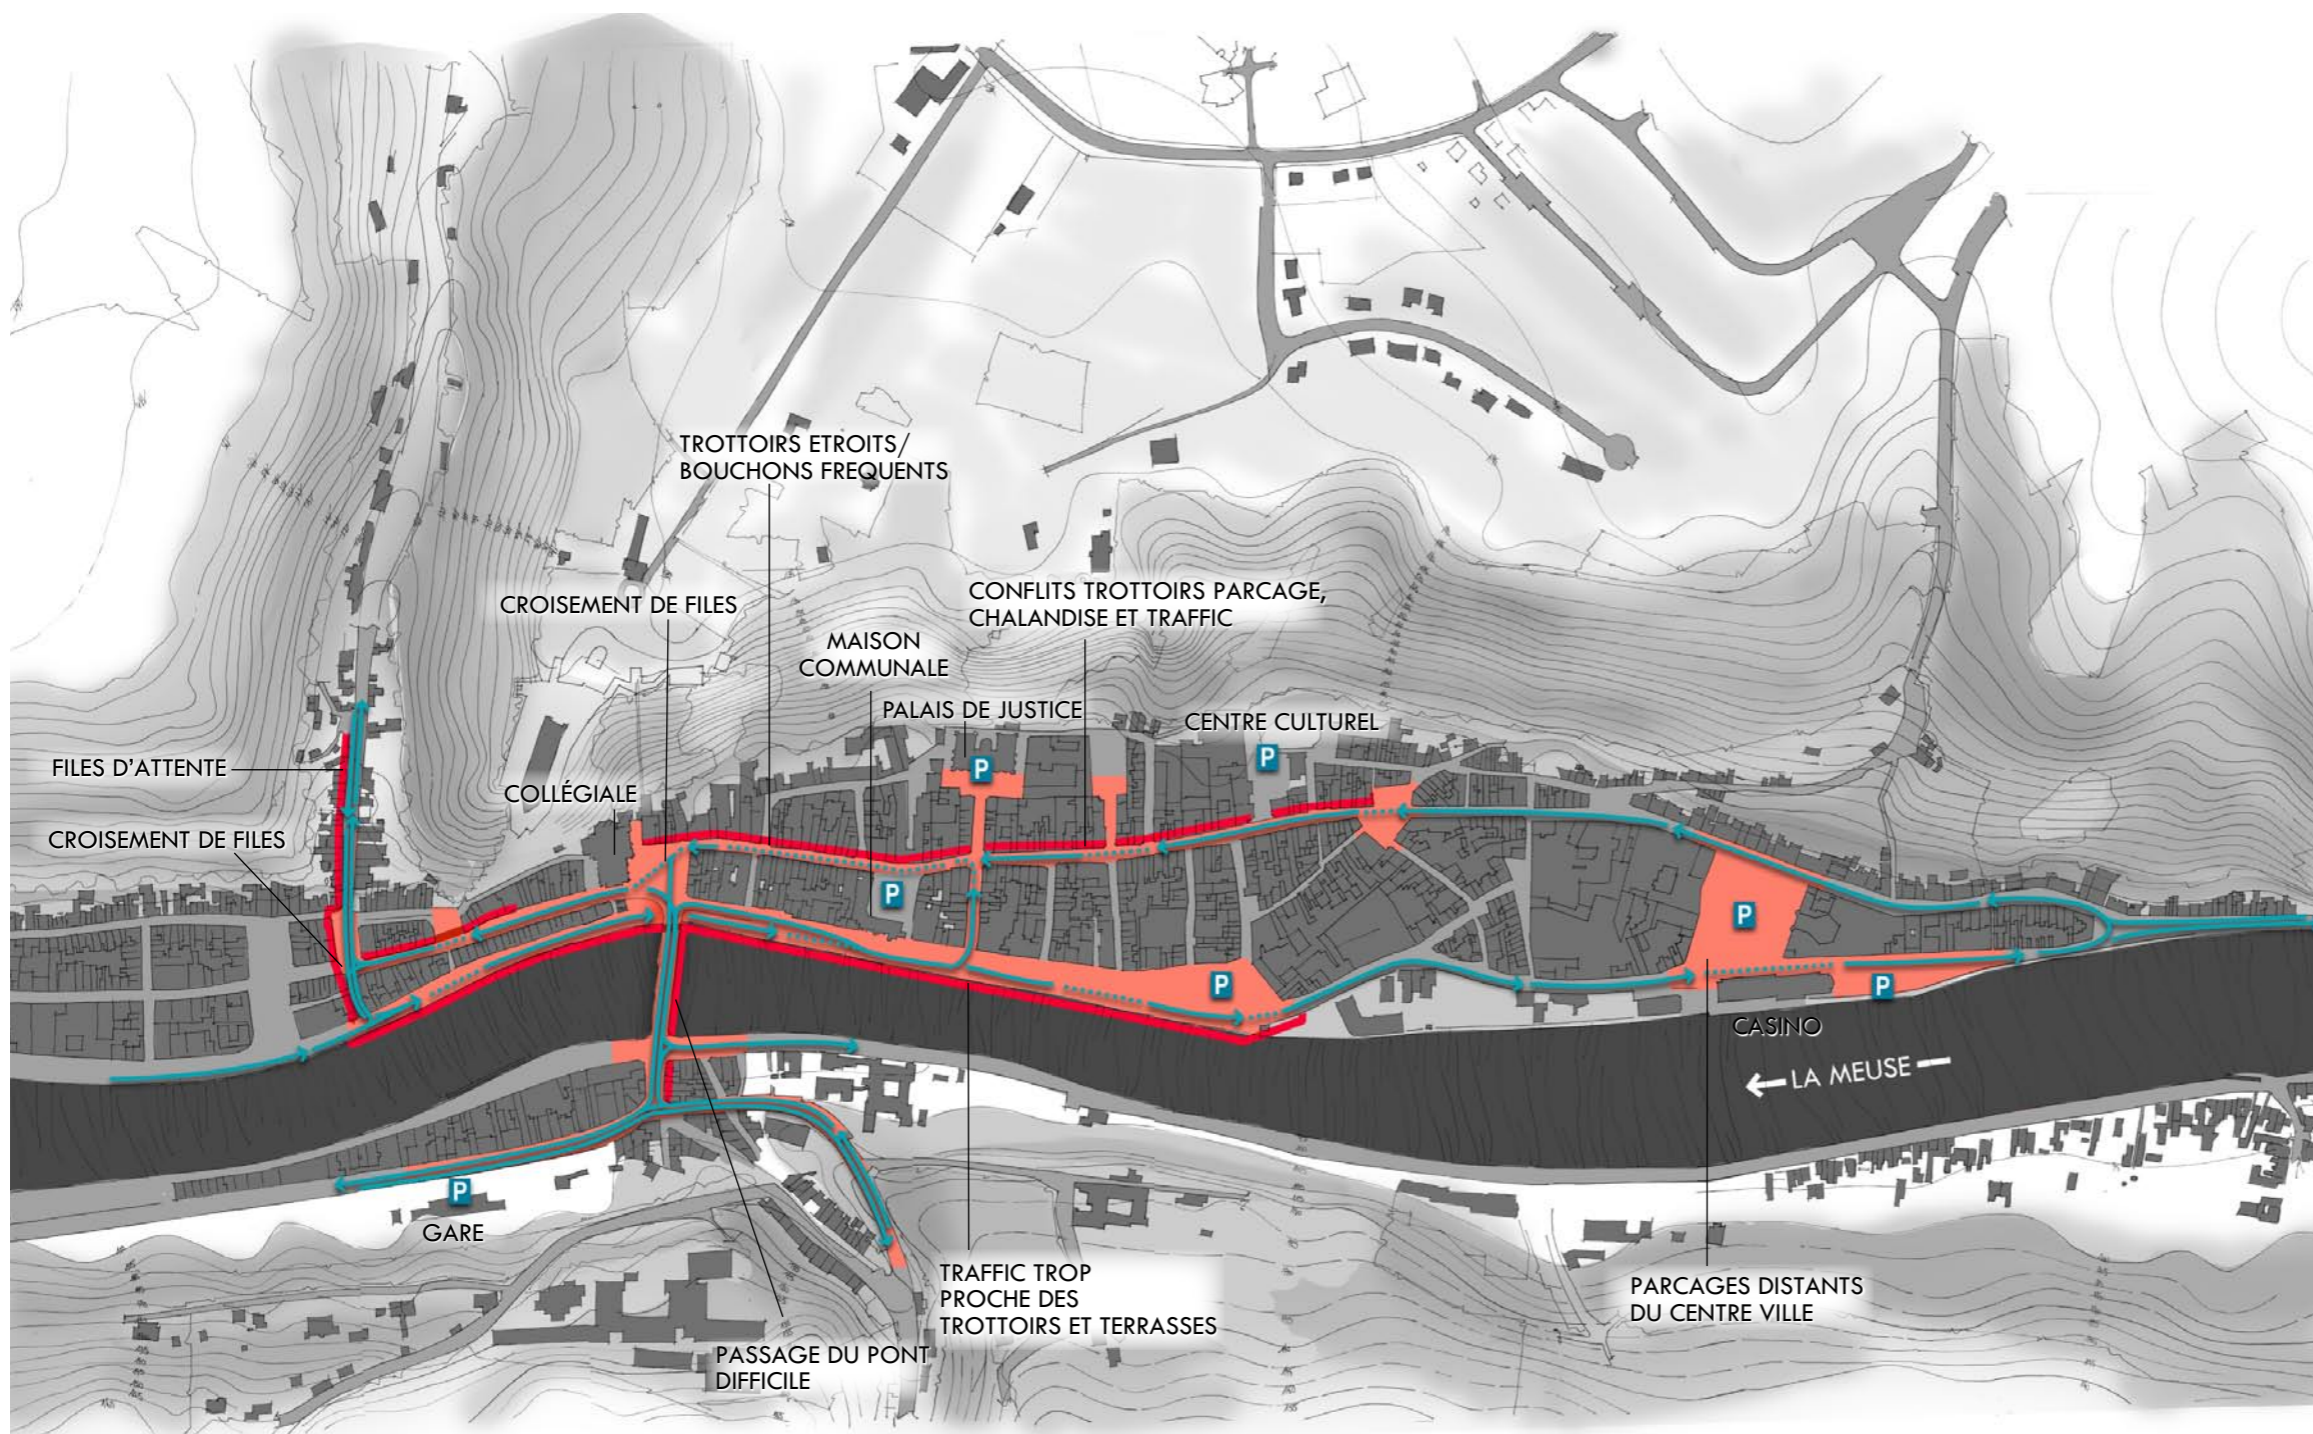 TROTTOIRS ETROITS/
BOUCHONS FREQUENTS
CROISEMENT DE FILES
CONFLITS TROTTOIRS PARCAGE,
CHALANDISE ET TRAFFIC
MAISON
COMMUNALE
PALAIS DE JUSTICE
CENTRE CULTUREL
P
P
FILES D'ATTENTE
COLLÉGIALE
CROISEMENT DE FILES
P
P
P
P
CASINO
LA MEUSE
P
GARE
TRAFFIC TROP
PROCHE DES
TROTTOIRS ET TERRASSES
PARCAGES DISTANTS
DU CENTRE VILLE
PASSAGE DU PONT
DIFFICILE